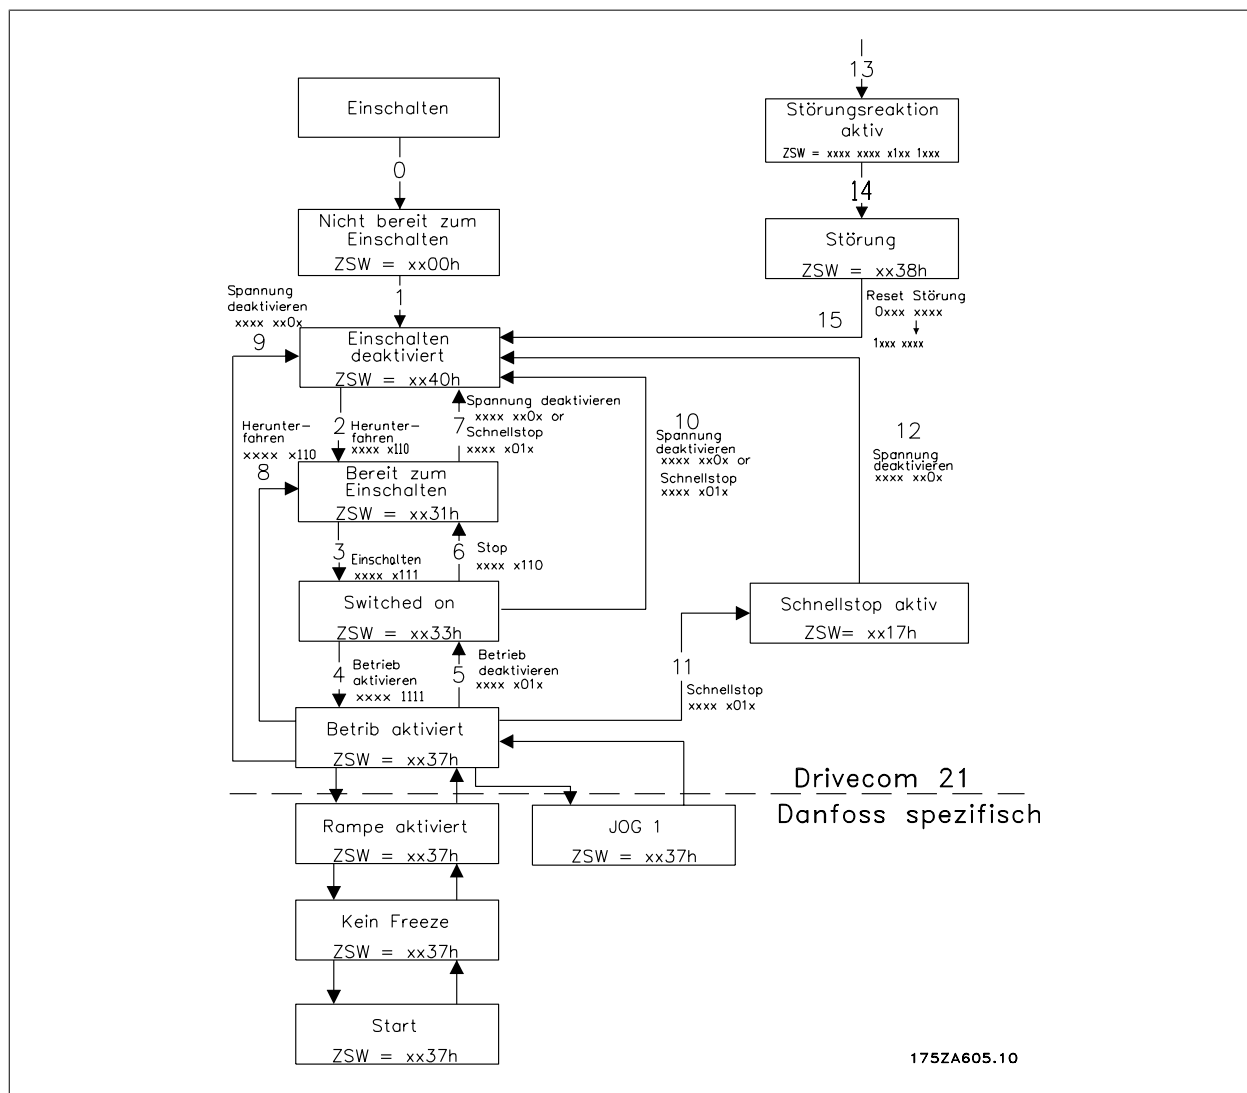 Einschalten
0
Nicht bereit zum
Einschalten
ZSW = xx00h
1
Spannung
deaktivieren
xxxx xx0x
9
Einschalten
deaktiviert
ZSW = xx40h
13
Störungsreaktion
aktiv
ZSW = xxxx xxxx x1xx 1xxx
14
Störung
ZSW = xx38h
15
Reset Störung
0xxx xxxx
1xxx xxxx
2
Herunter-
fahren
xxxx x110
7
Spannung deaktivieren
xxxx xx0x or
Schnellstop
xxxx x01x
Herunter-
fahren
xxxx x110
8
10
Spannung
deaktivieren
xxxx xx0x or
Schnellstop
xxxx x01x
12
Spannung
deaktivieren
xxxx xx0x
Bereit zum
Einschalten
ZSW = xx31h
3
Einschalten
xxxx x111
6
Stop
xxxx x110
Switched on
ZSW = xx33h
Schnellstop aktiv
ZSW= xx17h
4
Betrieb
aktivieren
xxxx 1111
5
Betrieb
deaktivieren
xxxx x01x
11
Schnellstop
xxxx x01x
Betrib aktiviert
ZSW = xx37h
Drivecom 21
Danfoss spezifisch
Rampe aktiviert
ZSW = xx37h
JOG 1
ZSW = xx37h
Kein Freeze
ZSW = xx37h
Start
ZSW = xx37h
175ZA605.10